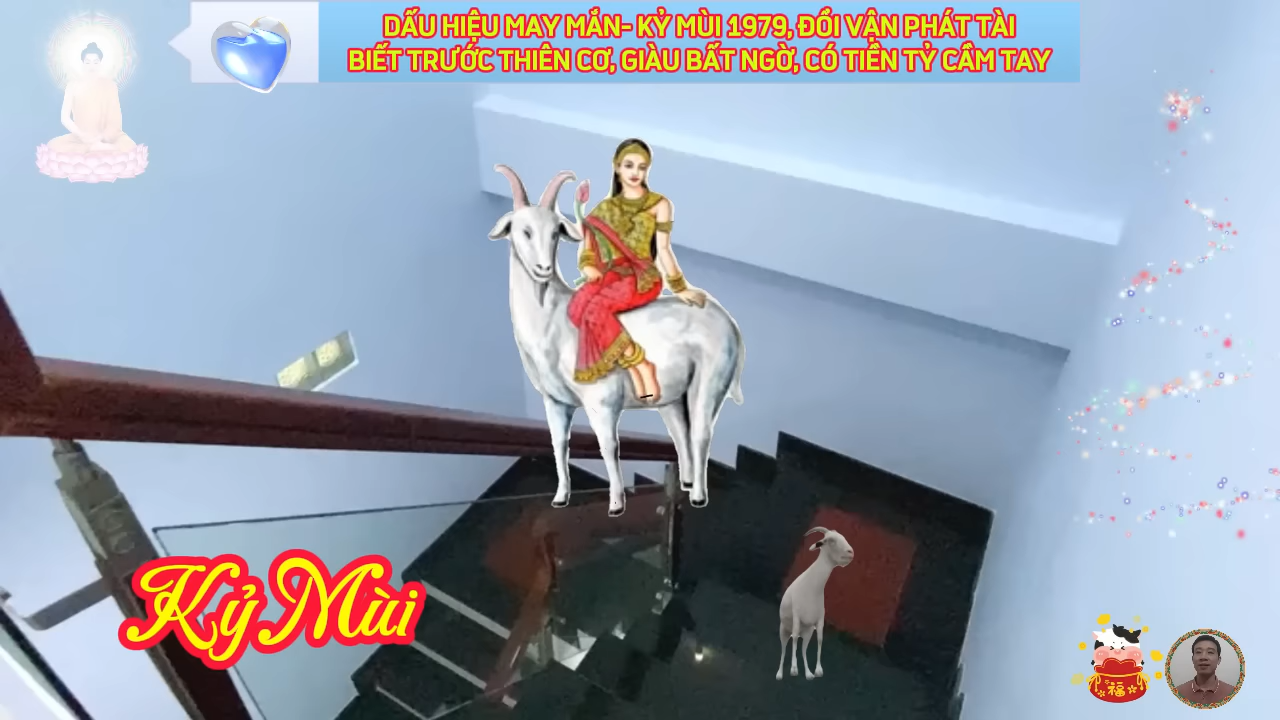 DẤU HIỆU MAY MẮN- KỶ MÙI 1979, ĐỔI VẬN PHÁT TÀI
BIẾT TRƯỚC THIÊN CƠ, GIÀU BẤT NGỜ, CÓ TIỀN TỶ CẦM TAY
Kỷ Mùi
福